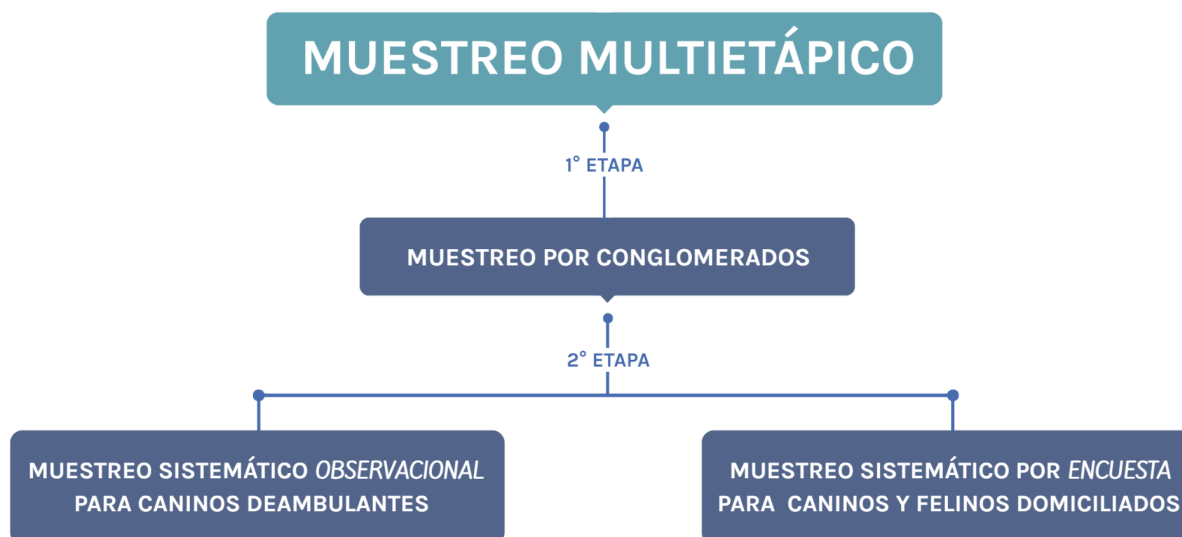 MUESTREO MULTIETÁPICO
1° ETAPA
MUESTREO POR CONGLOMERADOS
2° ETAPA
MUESTREO SISTEMÁTICO OBSERVACIONAL
PARA CANINOS DEAMBULANTES
MUESTREO SISTEMÁTICO POR ENCUESTA
PARA CANINOS Y FELINOS DOMICILIADOS